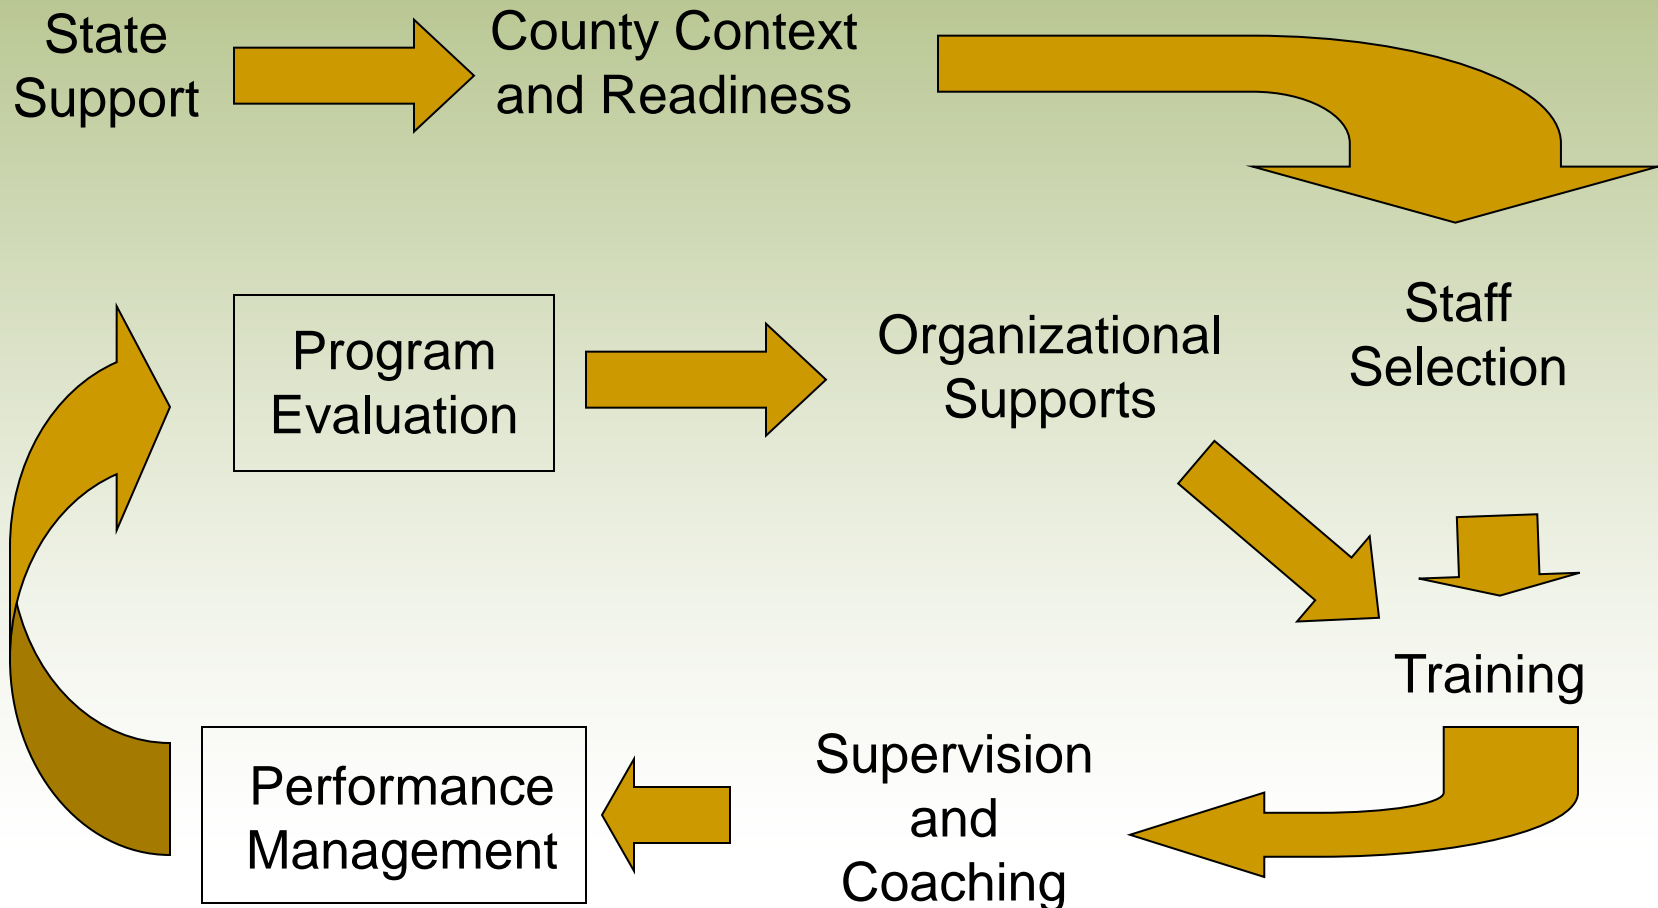 State
Support
County Context
and Readiness
Program
Evaluation
Organizational
Supports
Staff
Selection
Training
Supervision
and
Coaching
Performance
Management